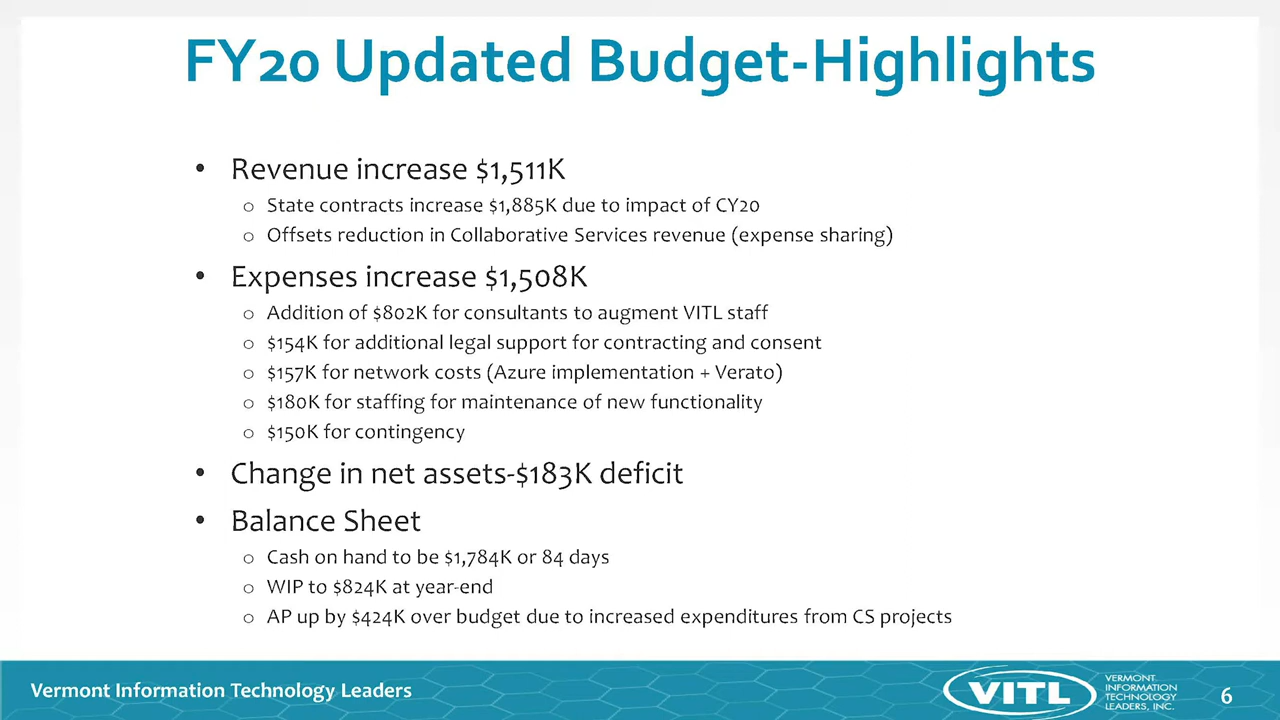 FY20 Updated Budget-Highlights
• Revenue increase $1,511K
o State contracts increase $1,885K due to impact of CY20
o Offsets reduction in Collaborative Services revenue (expense sharing)
• Expenses increase $1,508K
o Addition of $802K for consultants to augment VITL staff
o $154K for additional legal support for contracting and consent
o $157K for network costs (Azure implementation + Verato)
o $180K for staffing for maintenance of new functionality
o $150K for contingency
• Change in net assets-$183K deficit
• Balance Sheet
o Cash on hand to be $1,784K or 84 days
o WIP to $824K at year-end
o AP up by $424K over budget due to increased expenditures from CS projects
Vermont Information Technology Leaders
VITL
VERMONT
INFORMATION
TECHNOLOGY
LEADERS, INC.
6